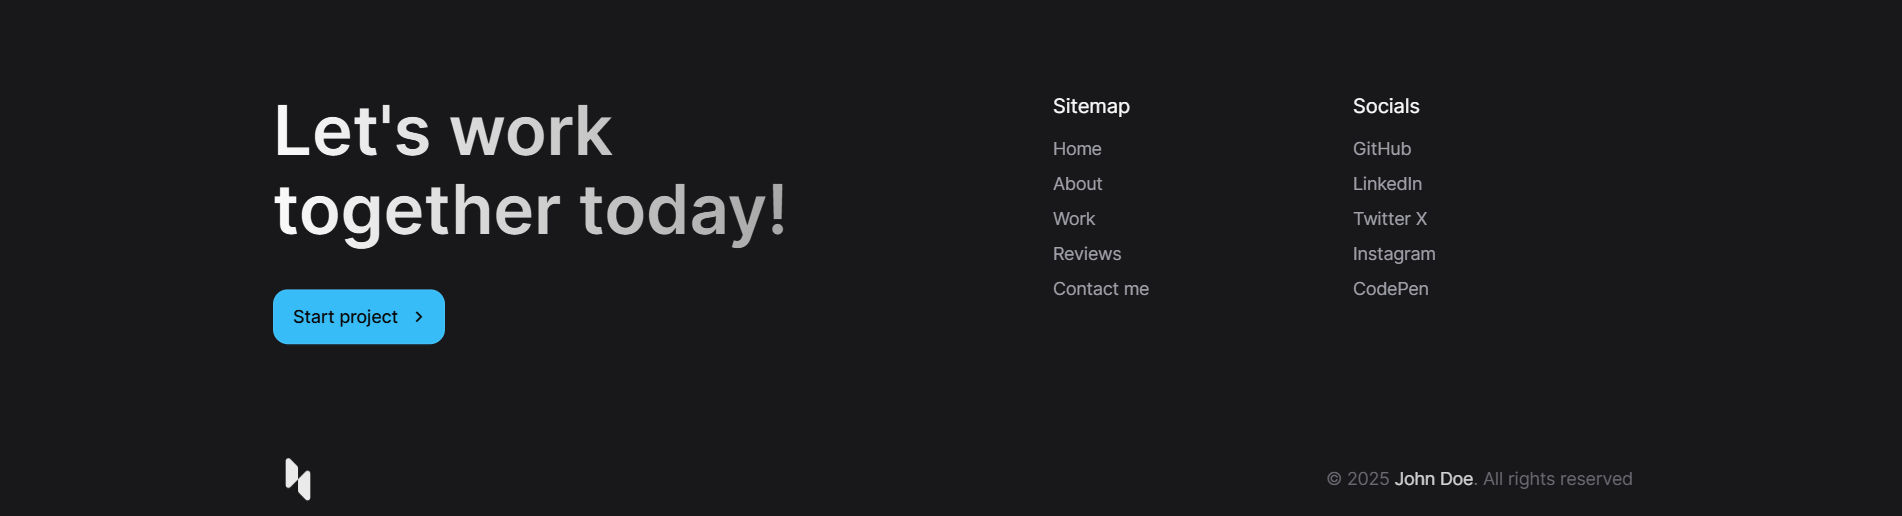 Let's work
together today!
Start project
Sitemap
Home
About
Work
Reviews
Contact me
Socials
GitHub
LinkedIn
Twitter X
Instagram
CodePen
© 2025 John Doe. All rights reserved